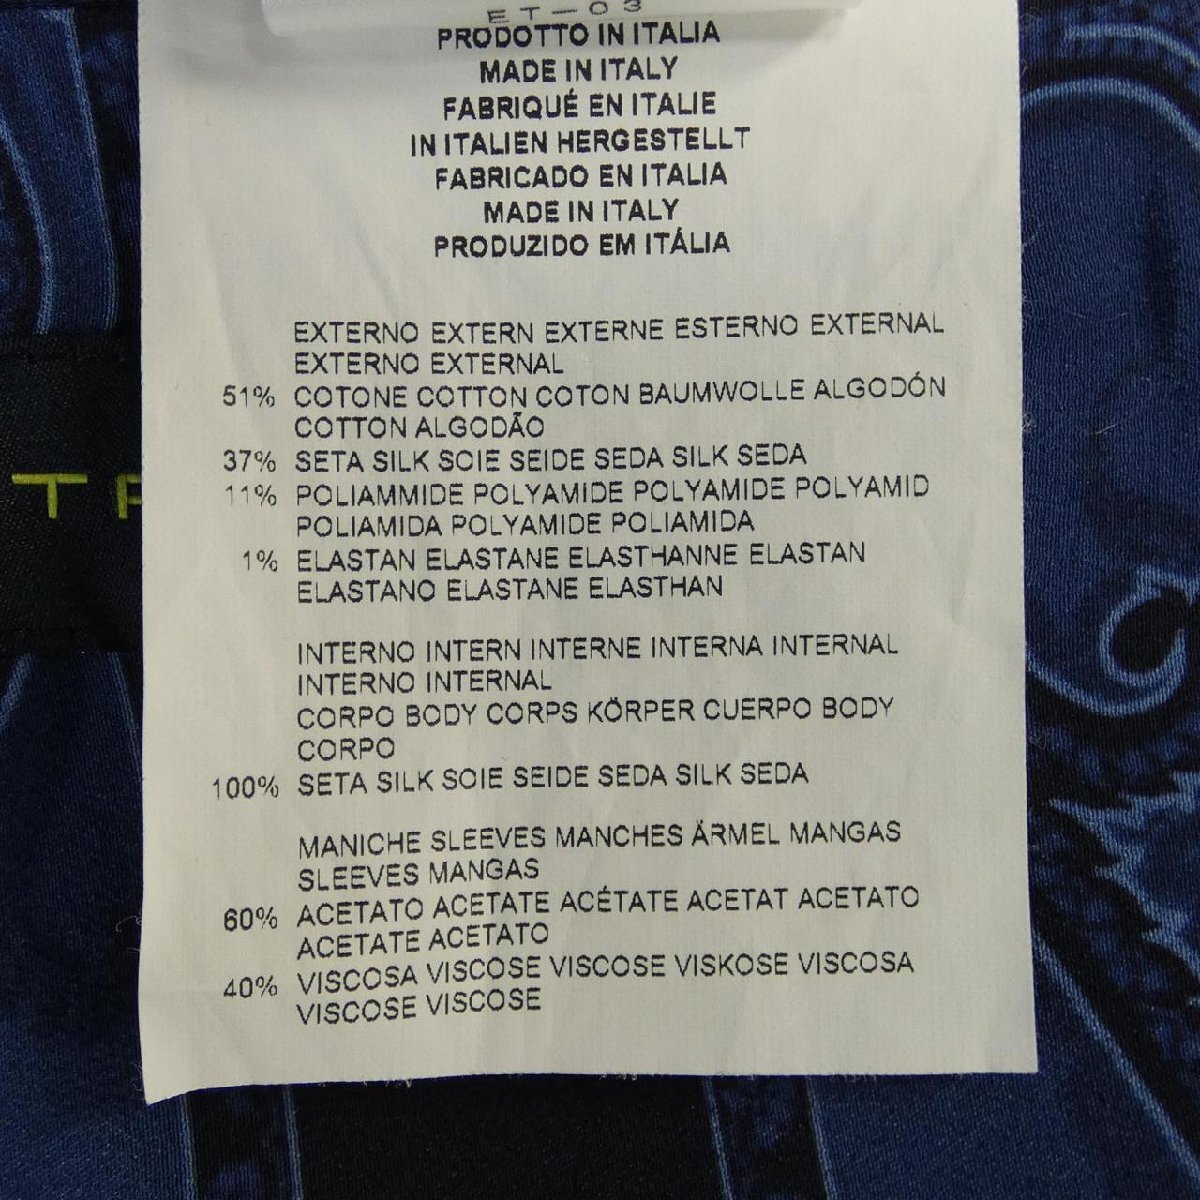 ET-03
PRODOTTO IN ITALIA
MADE IN ITALY
FABRIQUÉ EN ITALIE
IN ITALIEN HERGESTELLT
FABRICADO EN ITALIA
MADE IN ITALY
PRODUZIDO EM ITÁLIA
EXTERNO EXTERN EXTERNE ESTERNO EXTERNAL
EXTERNO EXTERNAL
51% COTONE COTTON COTON BAUMWOLLE ALGODÓN
COTTON ALGODÃO
37% SETA SILK SOIE SEIDE SEDA SILK SEDA
11% POLIAMMIDE POLYAMIDE POLYAMIDE POLYAMID
POLIAMIDA POLYAMIDE POLIAMIDA
1% ELASTAN ELASTANE ELASTHANNE ELASTAN
ELASTANO ELASTANE ELASTHAN
INTERNO INTERN INTERNE INTERNA INTERNAL
INTERNO INTERNAL
CORPO BODY CORPS KÖRPER CUERPO BODY
CORPO
100% SETA SILK SOIE SEIDE SEDA SILK SEDA
MANICHE SLEEVES MANCHES ÄRMEL MANGAS
SLEEVES MANGAS
60% ACETATO ACETATE ACÉTATE ACETAT ACETATO
ACETATE ACETATO
40% VISCOSA VISCOSE VISCOSE VISKOSE VISCOSA
VISCOSE VISCOSE